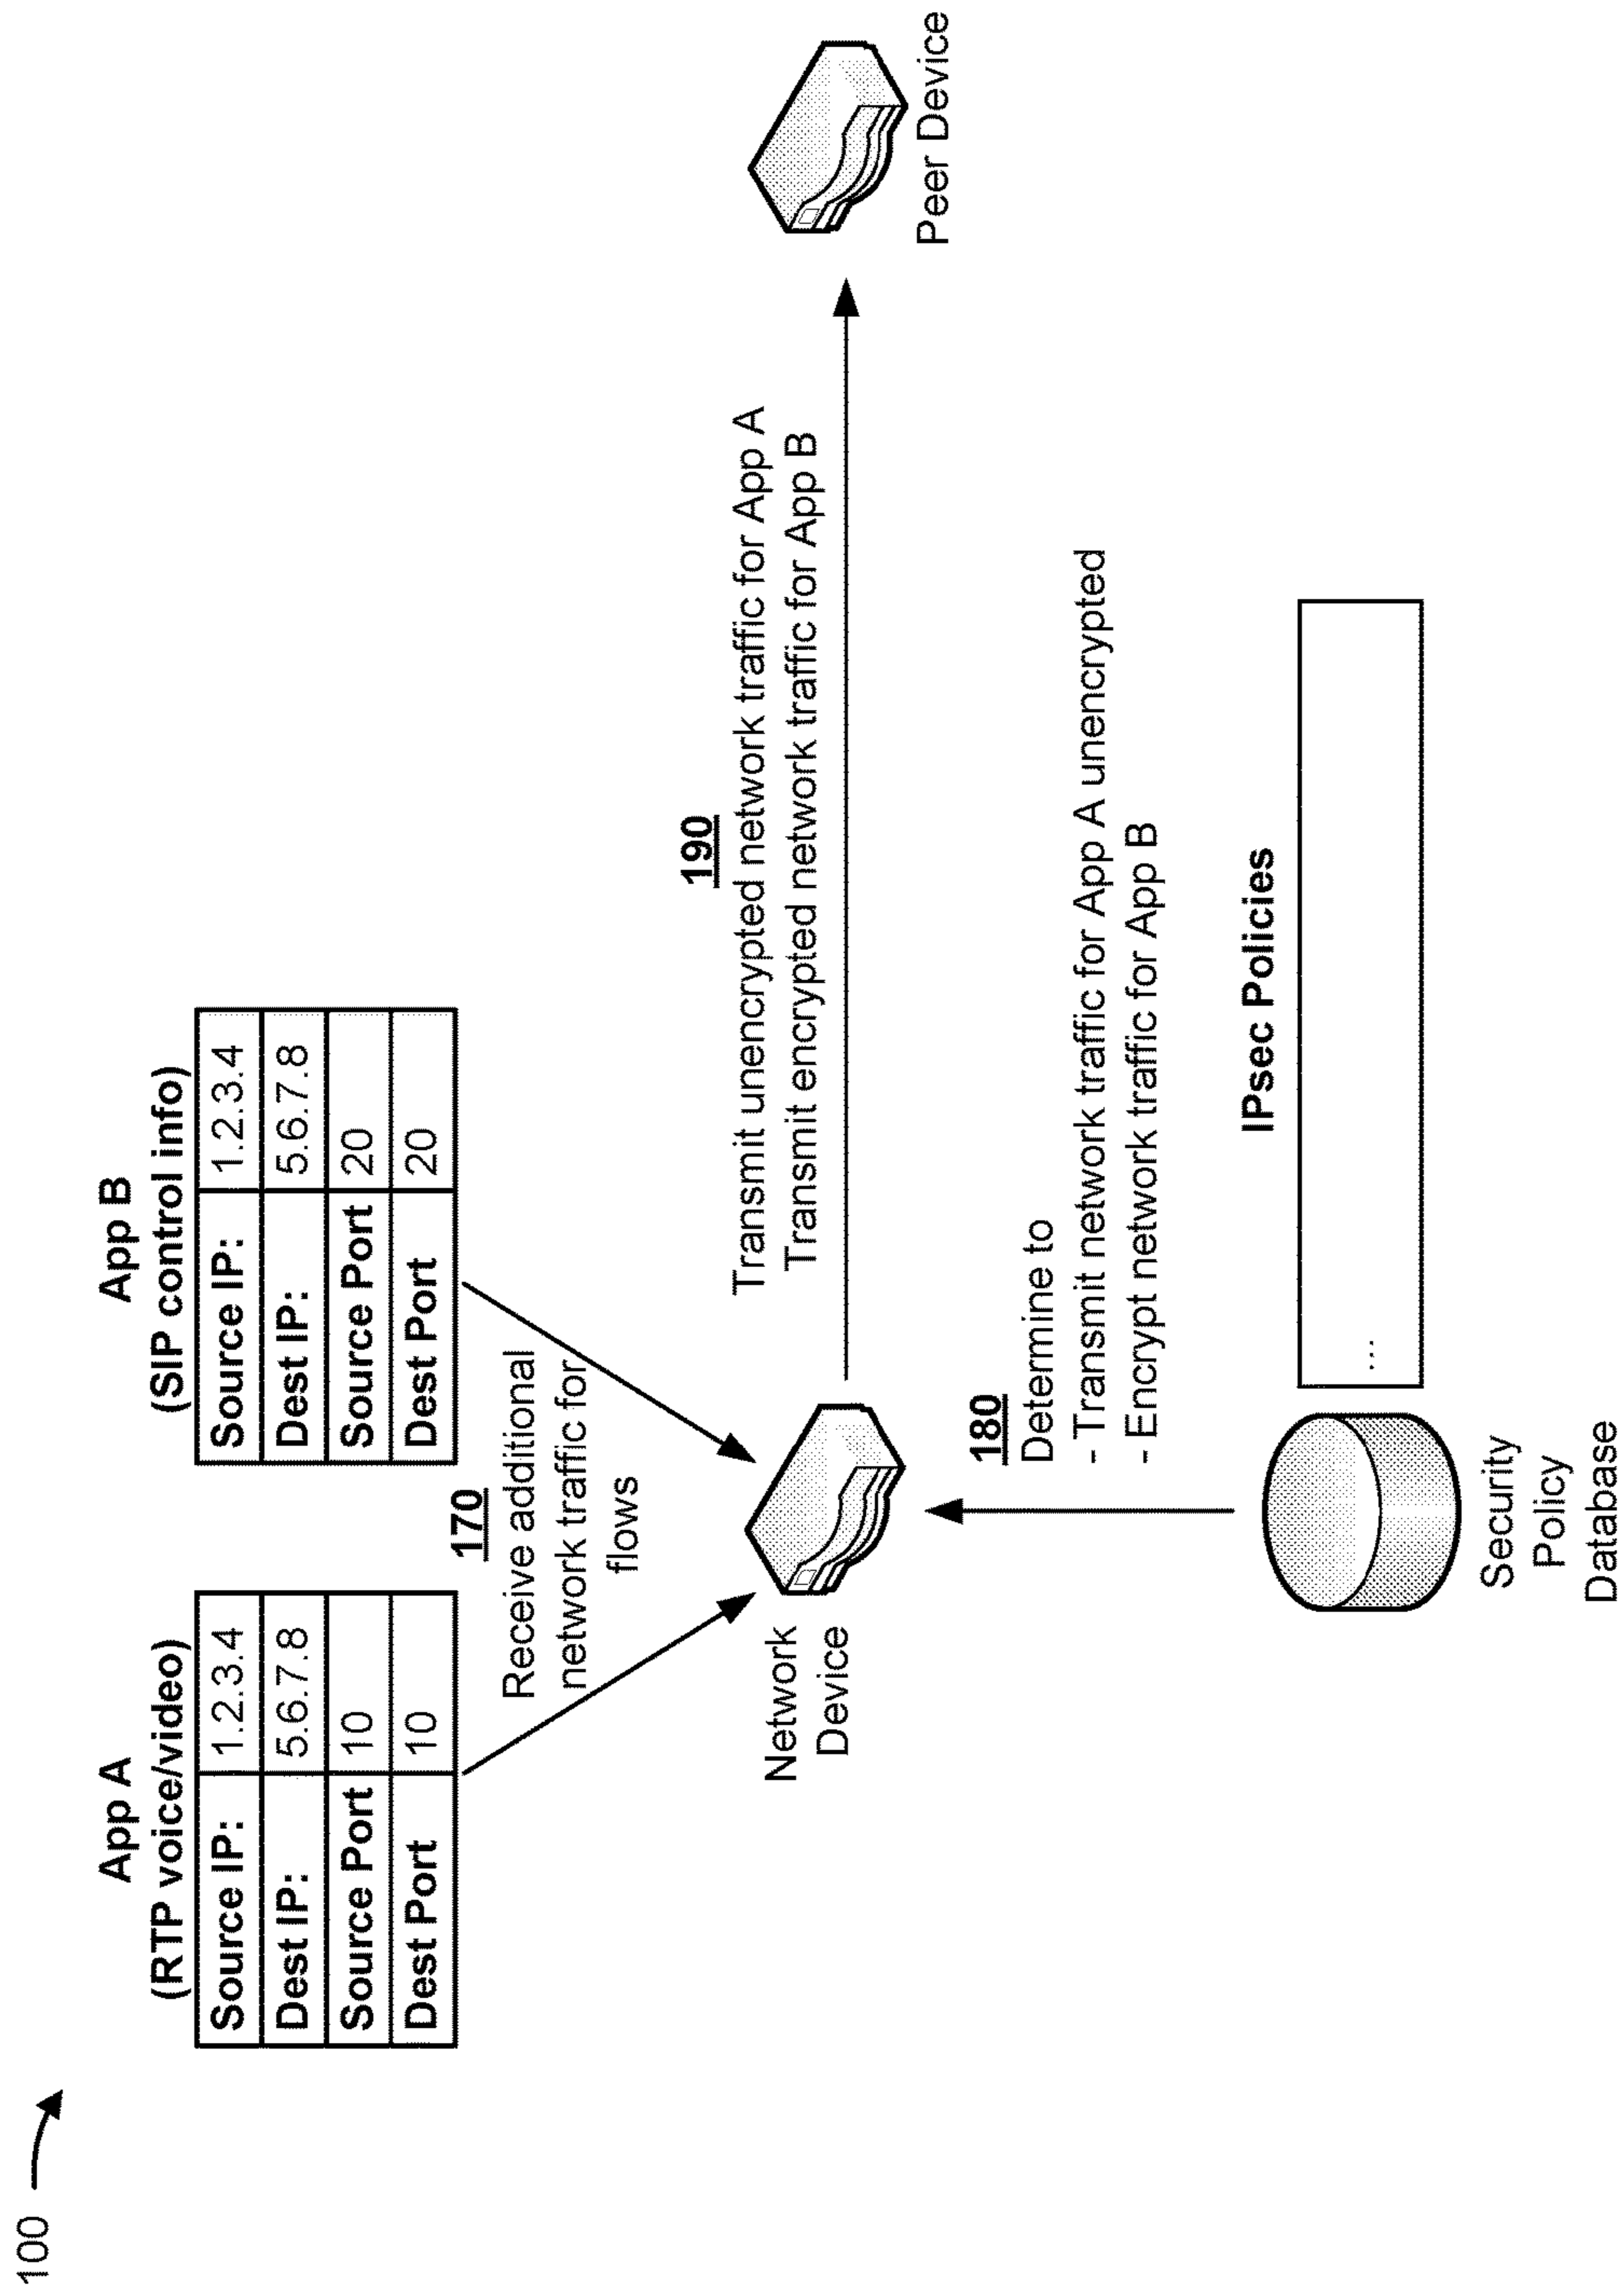 100
App A
(RTP voice/video)
Source IP: 1.2.3.4
Dest IP: 5.6.7.8
Source Port 10
Dest Port 10
App B
(SIP control info)
Source IP: 1.2.3.4
Dest IP: 5.6.7.8
Source Port 20
Dest Port 20
170
Receive additional
network traffic for
flows
Network
Device
190
Transmit unencrypted network traffic for App A
Transmit encrypted network traffic for App B
Peer Device
180
Determine to
- Transmit network traffic for App A unencrypted
- Encrypt network traffic for App B
IPsec Policies
...
Security
Policy
Database